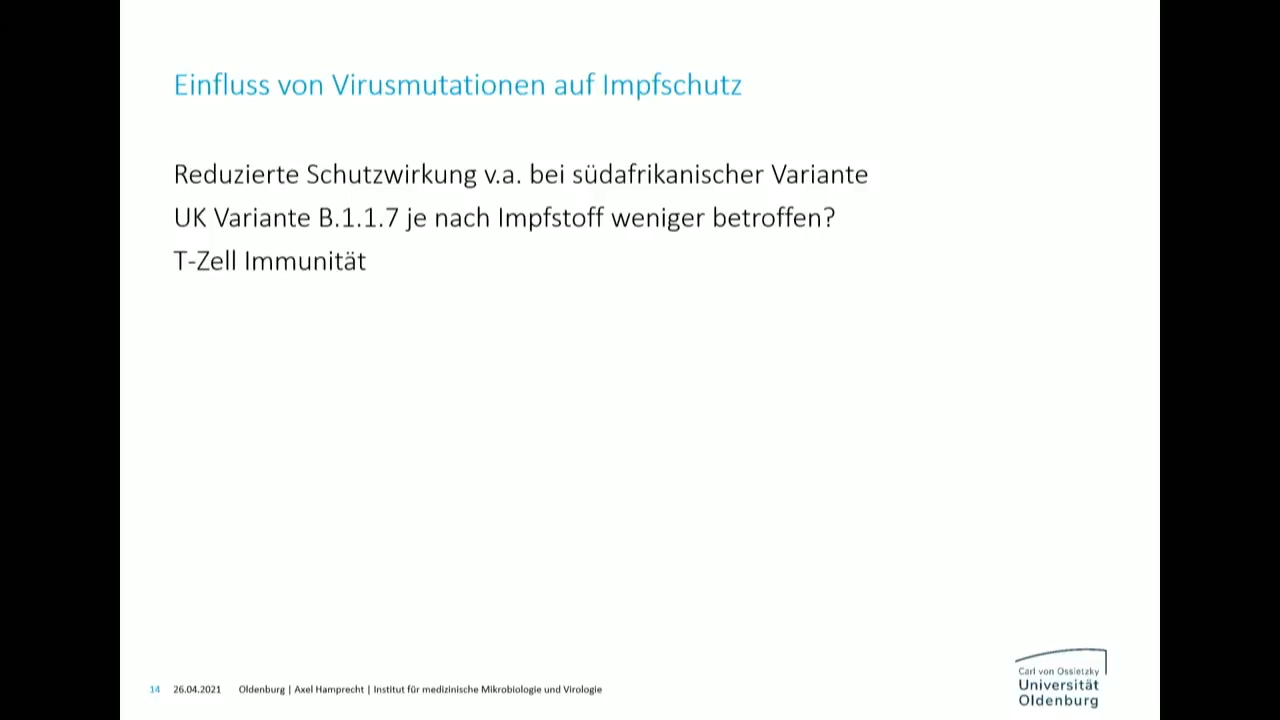 Einfluss von Virusmutationen auf Impfschutz
Reduzierte Schutzwirkung v.a. bei südafrikanischer Variante
UK Variante B.1.1.7 je nach Impfstoff weniger betroffen?
T-Zell Immunität
14 26.04.2021 Oldenburg | Axel Hamprecht | Institut für medizinische Mikrobiologie und Virologie
Carl von Ossietzky
Universität
Oldenburg